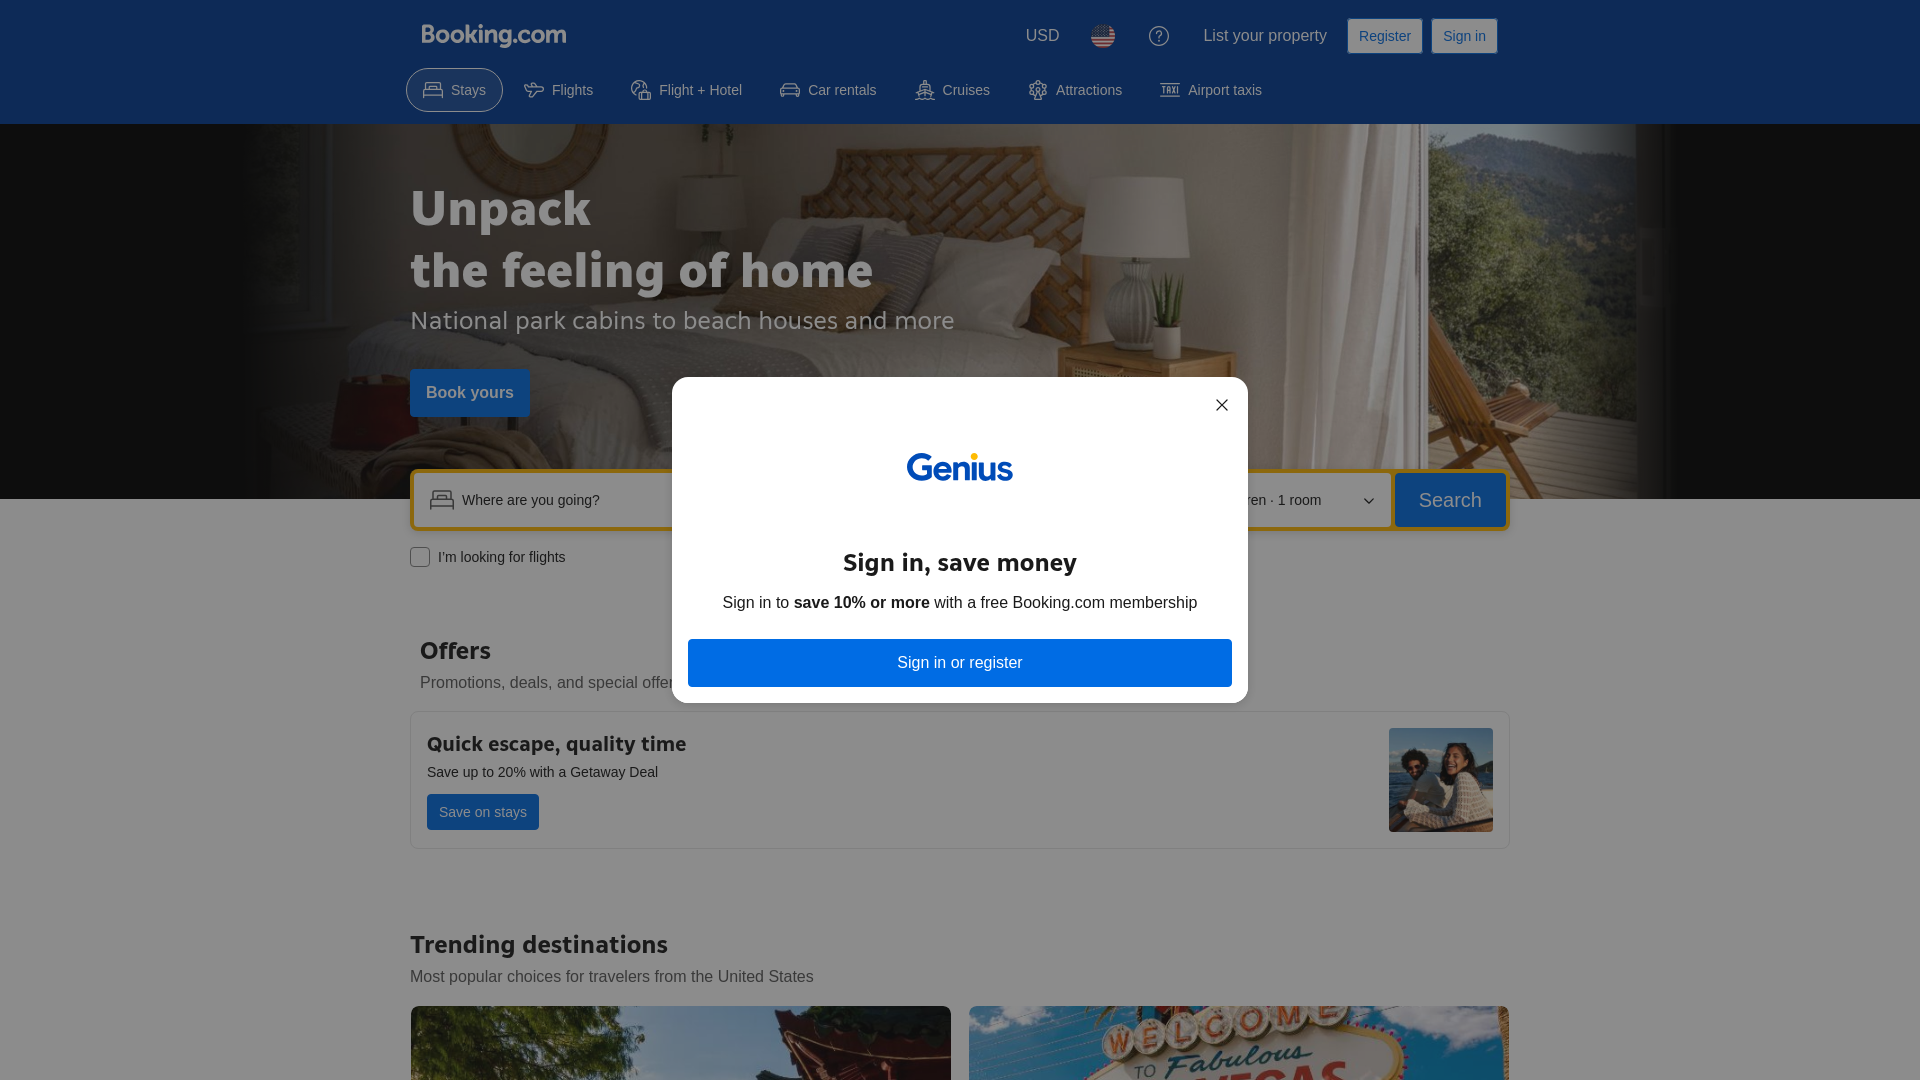 Booking.com
USD
List your property
Register
Sign in
Stays
Flights
Flight + Hotel
Car rentals
Cruises
Attractions
TAXI
Airport taxis
Unpack
the feeling of home
National park cabins to beach houses and more
Book yours
Genius
Sign in, save money
Sign in to save 10% or more with a free Booking.com membership
Sign in or register
Where are you going?
ren · 1 room
Search
I'm looking for flights
Offers
Promotions, deals, and special offer
Quick escape, quality time
Save up to 20% with a Getaway Deal
Save on stays
Trending destinations
Most popular choices for travelers from the United States
WELCOME
TO Fabulous
VEGAS